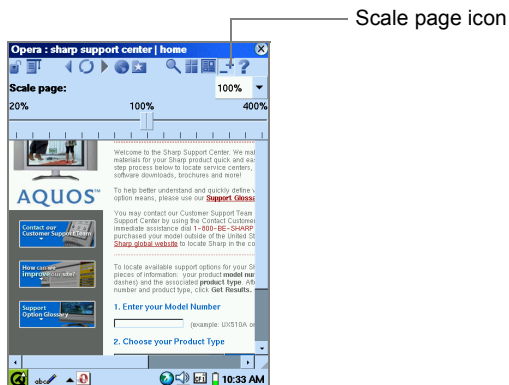 Scale page icon
Opera : sharp support center | home
Scale page:
100%
20%
100%
400%
Welcome to the Sharp Support Center. We mal
materials for your Sharp product quick and eas
step process below to locate service centers,
software downloads, brochures and more!
AQUOS™
To help better understand and quickly define v
option means, please use our Support Glossa
Contact our
Customer Support Team
You may contact our Customer Support Team
Support Center by using the Contact Customer
immediate assistance dial 1-800-BE-SHARP
purchased your model outside of the United St
Sharp global website to locate Sharp in the co
How can we
improve our site?
To locate available support options for your Sh
pieces of information: your product model num
dashes) and the associated product type. Aft
number and product type, click Get Results.
Support
Option Glossary
1. Enter your Model Number
(example: UX510A or
2. Choose your Product Type
abc
10:33 AM